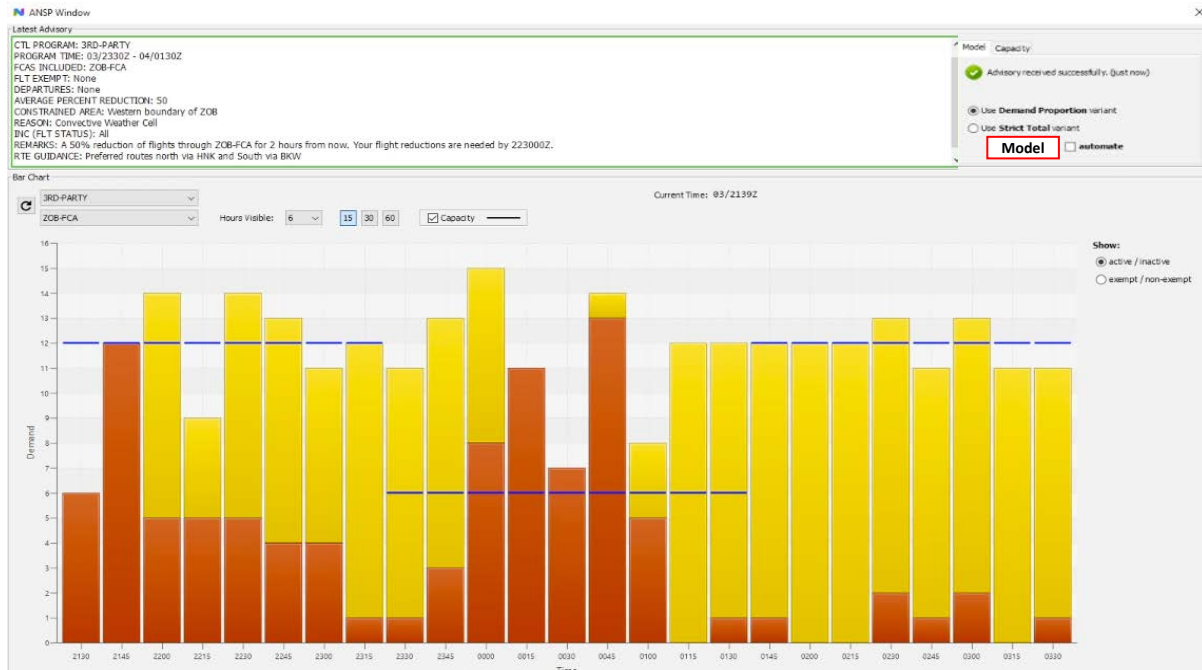 ANSP Window
Latest Advisory
CTL PROGRAM: 3RD-PARTY
PROGRAM TIME: 03/2330Z - 04/0130Z
FCAS INCLUDED: ZOB-FCA
FLT EXEMPT: None
DEPARTURES: None
AVERAGE PERCENT REDUCTION: 50
CONSTRAINED AREA: Western boundary of ZOB
REASON: Convective Weather Cell
INC (FLT STATUS): All
REMARKS: A 50% reduction of flights through ZOB-FCA for 2 hours from now. Your flight reductions are needed by 223000Z.
RTE GUIDANCE: Preferred routes north via HNK and South via BKW
Model Capacity
Advisory received successfully. (just now)
Use Demand Proportion variant
Use Strict Total variant
Model automate
Bar Chart
3RD-PARTY
Current Time: 03/2139Z
ZOB-FCA
Hours Visible: 6 15 30 60 Capacity
Show:
active / inactive
exempt / non-exempt
16
15
14
13
12
11
10
9
8
7
6
5
4
3
2
1
0
Demand
2130 2145 2200 2215 2230 2245 2300 2315 2330 2345 0000 0015 0030 0045 0100 0115 0130 0145 0200 0215 0230 0245 0300 0315 0330
Time